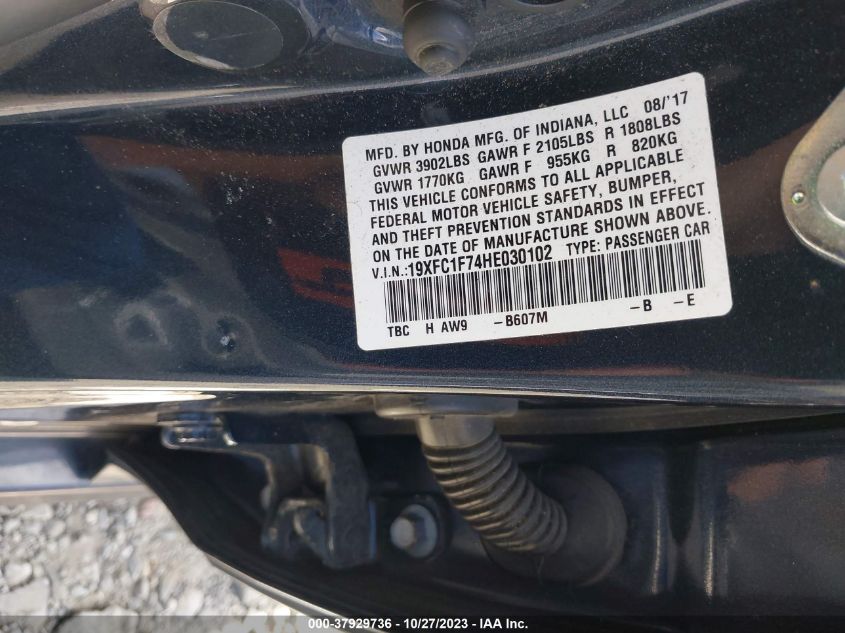 MFD. BY HONDA MFG. OF INDIANA, LLC 08/'17
GVWR 3902LBS GAWR F 2105LBS R 1808LBS
GVWR 1770KG GAWR F 955KG R 820KG
THIS VEHICLE CONFORMS TO ALL APPLICABLE
FEDERAL MOTOR VEHICLE SAFETY, BUMPER,
AND THEFT PREVENTION STANDARDS IN EFFECT
ON THE DATE OF MANUFACTURE SHOWN ABOVE.
V.I.N.:19XFC1F74HE030102 TYPE: PASSENGER CAR
TBC H AW9 -B607M -B -E
000-37929736 - 10/27/2023 - IAA Inc.